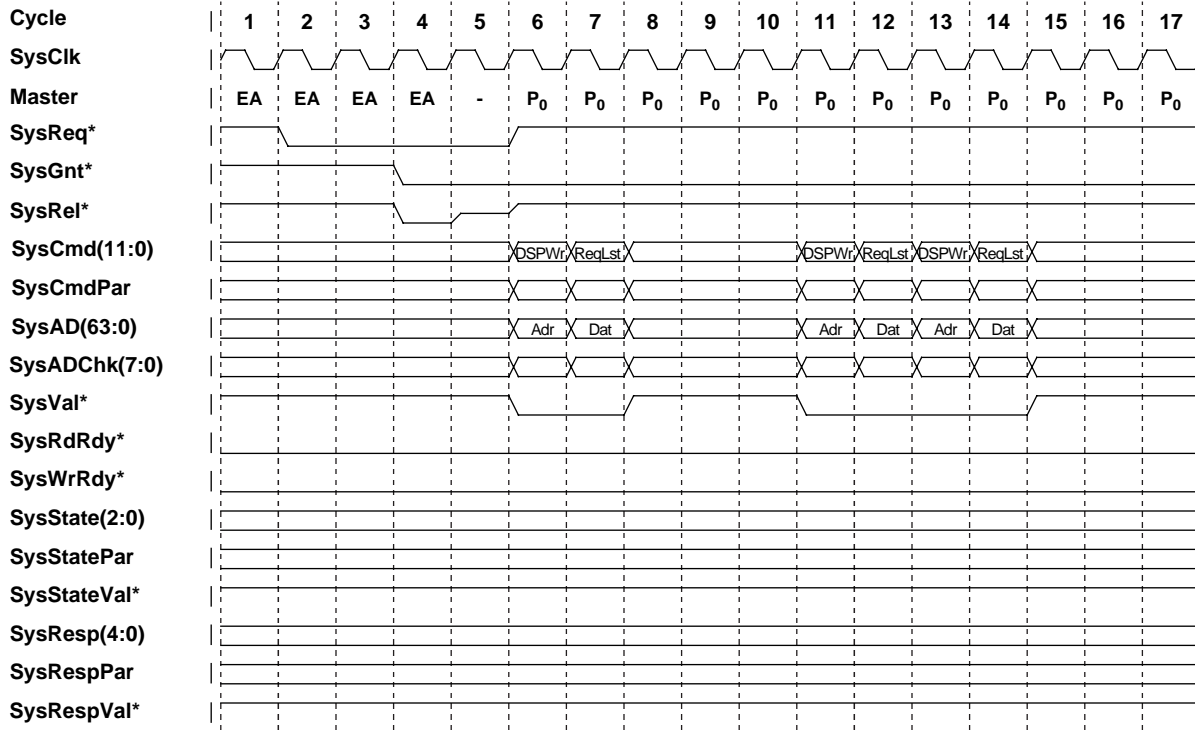 Cycle 1 2 3 4 5 6 7 8 9 10 11 12 13 14 15 16 17
SysClk
Master EA EA EA EA - P0 P0 P0 P0 P0 P0 P0 P0 P0 P0 P0 P0
SysReq*
SysGnt*
SysRel*
SysCmd(11:0) DSPWr ReqLst DSPWr ReqLst DSPWr ReqLst
SysCmdPar
SysAD(63:0) Adr Dat Adr Dat Adr Dat
SysADChk(7:0)
SysVal*
SysRdRdy*
SysWrRdy*
SysState(2:0)
SysStatePar
SysStateVal*
SysResp(4:0)
SysRespPar
SysRespVal*